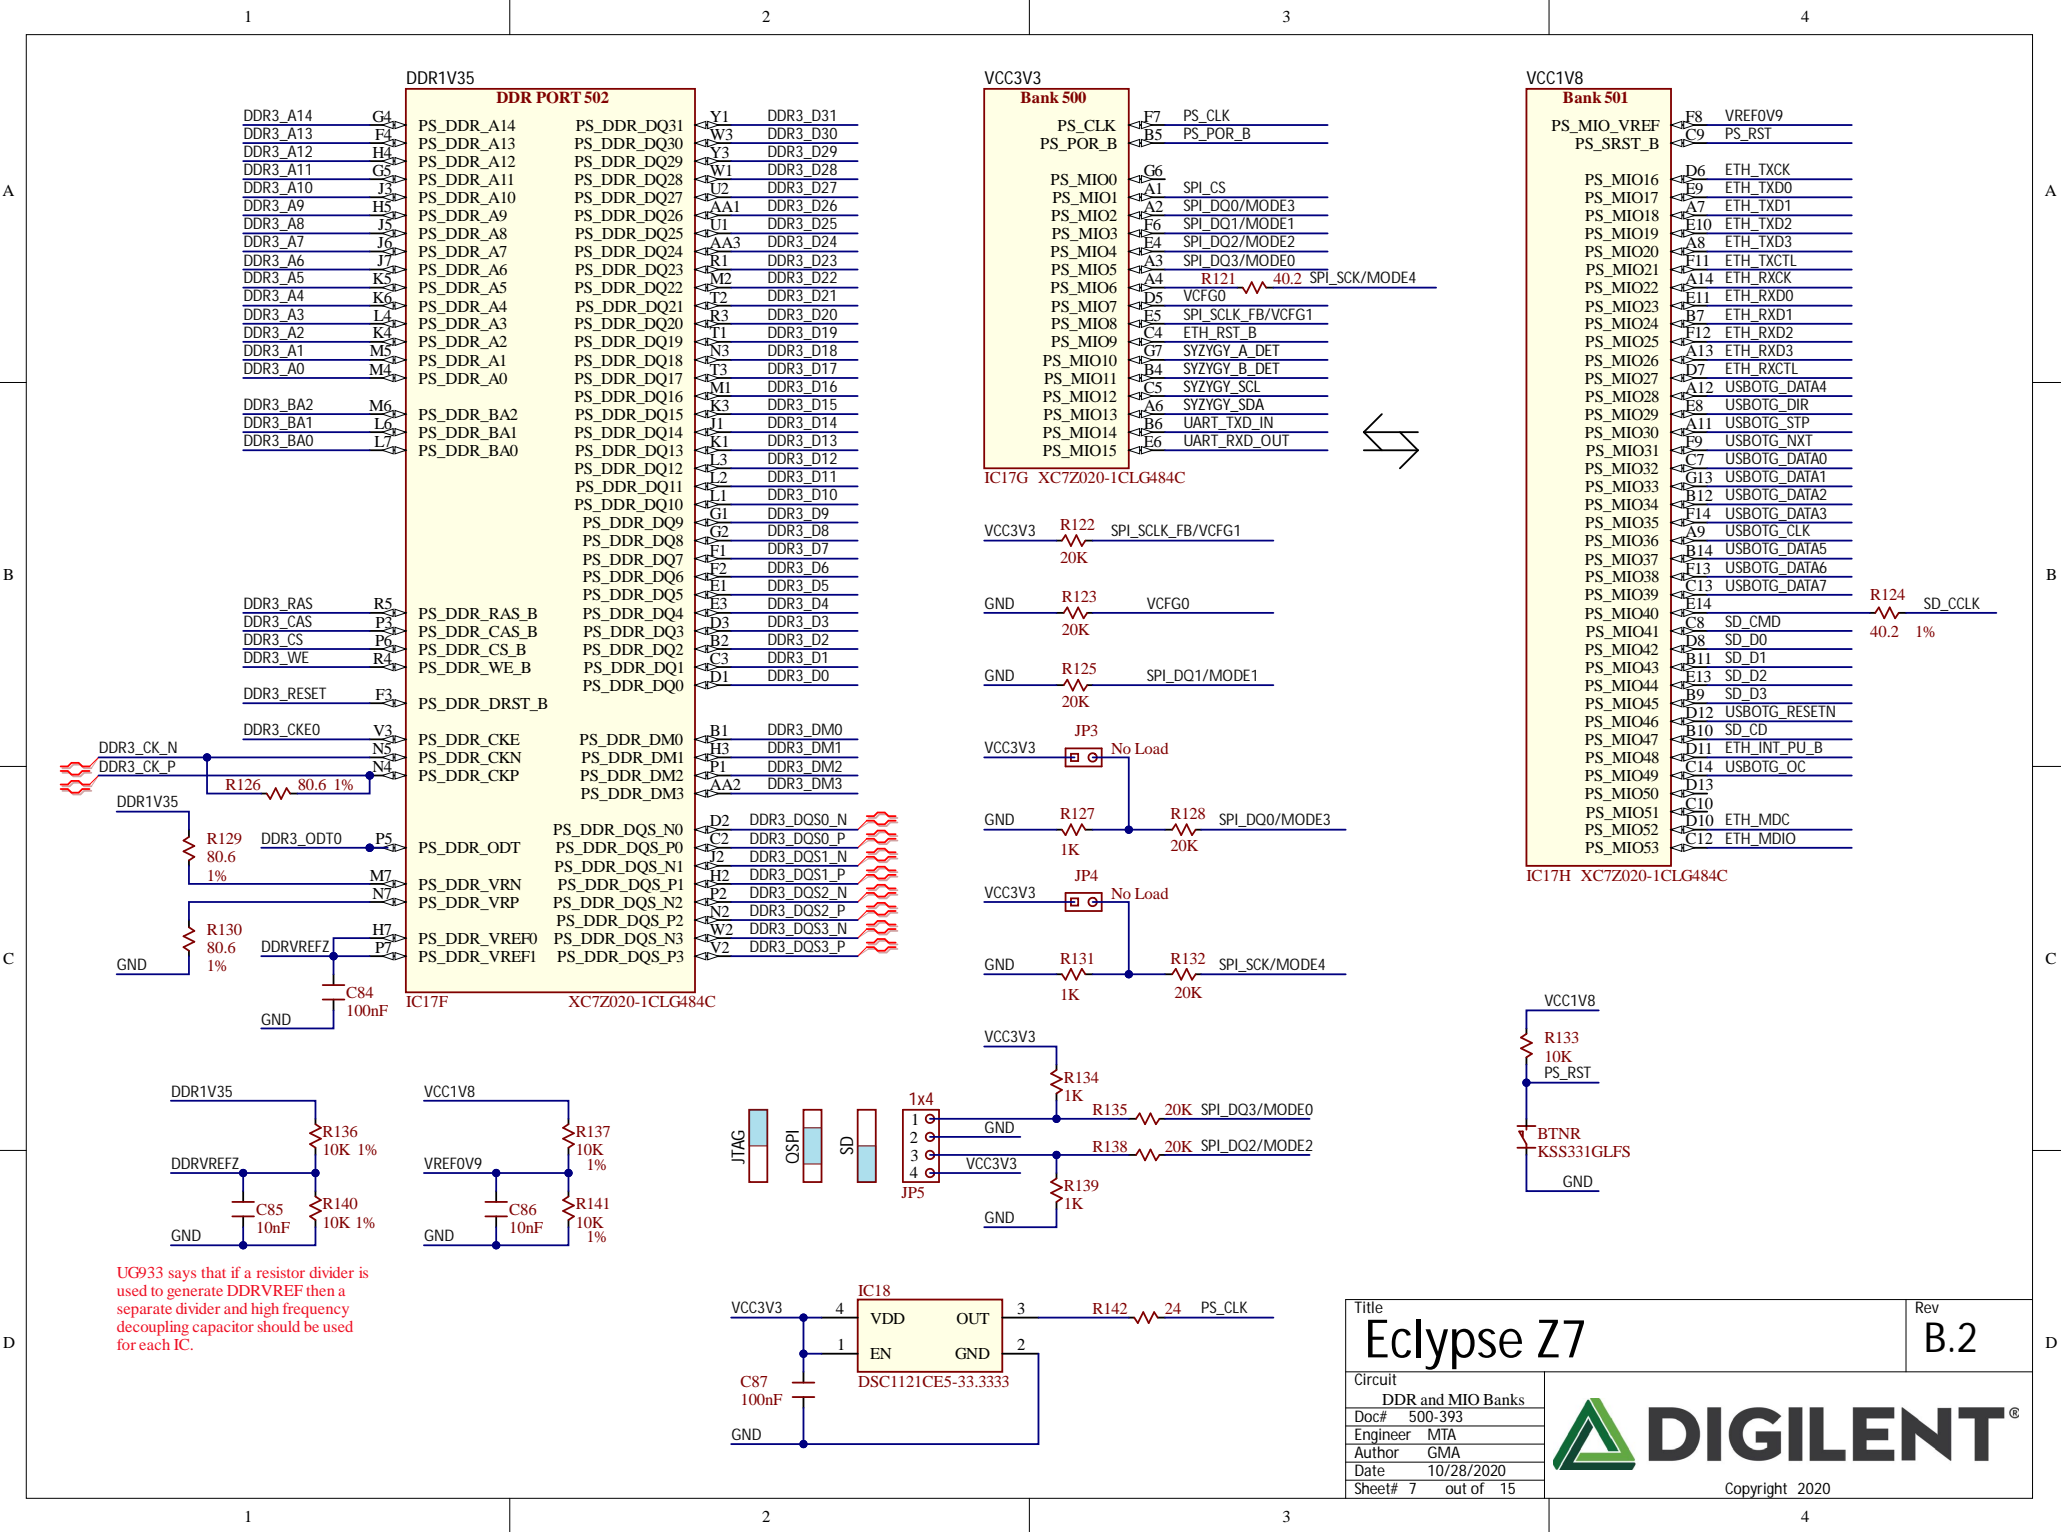 1 2 3 4
A B C D
DDR1V35
DDR PORT 502
DDR3_A14 G4 PS_DDR_A14 PS_DDR_DQ31 Y1 DDR3_D31
DDR3_A13 F4 PS_DDR_A13 PS_DDR_DQ30 W3 DDR3_D30
DDR3_A12 H4 PS_DDR_A12 PS_DDR_DQ29 Y3 DDR3_D29
DDR3_A11 G5 PS_DDR_A11 PS_DDR_DQ28 W1 DDR3_D28
DDR3_A10 J3 PS_DDR_A10 PS_DDR_DQ27 U2 DDR3_D27
DDR3_A9 H5 PS_DDR_A9 PS_DDR_DQ26 AA1 DDR3_D26
DDR3_A8 J5 PS_DDR_A8 PS_DDR_DQ25 U1 DDR3_D25
DDR3_A7 J6 PS_DDR_A7 PS_DDR_DQ24 AA3 DDR3_D24
DDR3_A6 J7 PS_DDR_A6 PS_DDR_DQ23 R1 DDR3_D23
DDR3_A5 K5 PS_DDR_A5 PS_DDR_DQ22 M2 DDR3_D22
DDR3_A4 K6 PS_DDR_A4 PS_DDR_DQ21 T2 DDR3_D21
DDR3_A3 L4 PS_DDR_A3 PS_DDR_DQ20 R3 DDR3_D20
DDR3_A2 K4 PS_DDR_A2 PS_DDR_DQ19 T1 DDR3_D19
DDR3_A1 M5 PS_DDR_A1 PS_DDR_DQ18 N3 DDR3_D18
DDR3_A0 M4 PS_DDR_A0 PS_DDR_DQ17 T3 DDR3_D17
PS_DDR_DQ16 M1 DDR3_D16
DDR3_BA2 M6 PS_DDR_BA2 PS_DDR_DQ15 K3 DDR3_D15
DDR3_BA1 L6 PS_DDR_BA1 PS_DDR_DQ14 J1 DDR3_D14
DDR3_BA0 L7 PS_DDR_BA0 PS_DDR_DQ13 K1 DDR3_D13
PS_DDR_DQ12 L3 DDR3_D12
PS_DDR_DQ11 L2 DDR3_D11
PS_DDR_DQ10 L1 DDR3_D10
PS_DDR_DQ9 G1 DDR3_D9
PS_DDR_DQ8 G2 DDR3_D8
PS_DDR_DQ7 F1 DDR3_D7
PS_DDR_DQ6 F2 DDR3_D6
PS_DDR_DQ5 E1 DDR3_D5
DDR3_RAS R5 PS_DDR_RAS_B PS_DDR_DQ4 E3 DDR3_D4
DDR3_CAS P3 PS_DDR_CAS_B PS_DDR_DQ3 D3 DDR3_D3
DDR3_CS P6 PS_DDR_CS_B PS_DDR_DQ2 B2 DDR3_D2
DDR3_WE R4 PS_DDR_WE_B PS_DDR_DQ1 C3 DDR3_D1
PS_DDR_DQ0 D1 DDR3_D0
DDR3_RESET F3 PS_DDR_DRST_B
DDR3_CKE0 V3 PS_DDR_CKE PS_DDR_DM0 B1 DDR3_DM0
DDR3_CK_N N5 PS_DDR_CKN PS_DDR_DM1 H3 DDR3_DM1
DDR3_CK_P N4 PS_DDR_CKP PS_DDR_DM2 P1 DDR3_DM2
R126 80.6 1% PS_DDR_DM3 AA2 DDR3_DM3
DDR1V35
PS_DDR_DQS_N0 D2 DDR3_DQS0_N
R129 80.6 1%
DDR3_ODT0 P5 PS_DDR_ODT PS_DDR_DQS_P0 C2 DDR3_DQS0_P
PS_DDR_DQS_N1 J2 DDR3_DQS1_N
M7 PS_DDR_VRN PS_DDR_DQS_P1 H2 DDR3_DQS1_P
N7 PS_DDR_VRP PS_DDR_DQS_N2 P2 DDR3_DQS2_N
PS_DDR_DQS_P2 N2 DDR3_DQS2_P
R130 80.6 1%
GND
H7 PS_DDR_VREF0 PS_DDR_DQS_N3 W2 DDR3_DQS3_N
DDRVREFZ P7 PS_DDR_VREF1 PS_DDR_DQS_P3 V2 DDR3_DQS3_P
IC17F XC7Z020-1CLG484C
C84
100nF
GND
VCC3V3
Bank 500
PS_CLK F7 PS_CLK
PS_POR_B B5 PS_POR_B
PS_MIO0 G6
PS_MIO1 A1 SPI_CS
PS_MIO2 A2 SPI_DQ0/MODE3
PS_MIO3 F6 SPI_DQ1/MODE1
PS_MIO4 E4 SPI_DQ2/MODE2
PS_MIO5 A3 SPI_DQ3/MODE0
PS_MIO6 A4 R121 40.2 SPI_SCK/MODE4
PS_MIO7 D5 VCFG0
PS_MIO8 E5 SPI_SCLK_FB/VCFG1
PS_MIO9 C4 ETH_RST_B
PS_MIO10 G7 SYZYGY_A_DET
PS_MIO11 B4 SYZYGY_B_DET
PS_MIO12 C5 SYZYGY_SCL
PS_MIO13 A6 SYZYGY_SDA
PS_MIO14 B6 UART_TXD_IN
PS_MIO15 E6 UART_RXD_OUT
IC17G XC7Z020-1CLG484C
VCC3V3 R122 SPI_SCLK_FB/VCFG1
20K
GND R123 VCFG0
20K
GND R125 SPI_DQ1/MODE1
20K
JP3
VCC3V3 No Load
GND R127 R128 SPI_DQ0/MODE3
1K 20K
JP4
VCC3V3 No Load
GND R131 R132 SPI_SCK/MODE4
1K 20K
VCC1V8
Bank 501
PS_MIO_VREF F8 VREF0V9
PS_SRST_B C9 PS_RST
PS_MIO16 D6 ETH_TXCK
PS_MIO17 E9 ETH_TXD0
PS_MIO18 A7 ETH_TXD1
PS_MIO19 E10 ETH_TXD2
PS_MIO20 A8 ETH_TXD3
PS_MIO21 F11 ETH_TXCTL
PS_MIO22 A14 ETH_RXCK
PS_MIO23 E11 ETH_RXD0
PS_MIO24 B7 ETH_RXD1
PS_MIO25 F12 ETH_RXD2
PS_MIO26 A13 ETH_RXD3
PS_MIO27 D7 ETH_RXCTL
PS_MIO28 A12 USBOTG_DATA4
PS_MIO29 E8 USBOTG_DIR
PS_MIO30 A11 USBOTG_STP
PS_MIO31 F9 USBOTG_NXT
PS_MIO32 C7 USBOTG_DATA0
PS_MIO33 G13 USBOTG_DATA1
PS_MIO34 B12 USBOTG_DATA2
PS_MIO35 F14 USBOTG_DATA3
PS_MIO36 A9 USBOTG_CLK
PS_MIO37 B14 USBOTG_DATA5
PS_MIO38 F13 USBOTG_DATA6
PS_MIO39 C13 USBOTG_DATA7
PS_MIO40 E14 R124 SD_CCLK
40.2 1%
PS_MIO41 C8 SD_CMD
PS_MIO42 D8 SD_D0
PS_MIO43 B11 SD_D1
PS_MIO44 E13 SD_D2
PS_MIO45 B9 SD_D3
PS_MIO46 D12 USBOTG_RESETN
PS_MIO47 B10 SD_CD
PS_MIO48 D11 ETH_INT_PU_B
PS_MIO49 C14 USBOTG_OC
PS_MIO50 D13
PS_MIO51 C10
PS_MIO52 D10 ETH_MDC
PS_MIO53 C12 ETH_MDIO
IC17H XC7Z020-1CLG484C
DDR1V35
R136
10K 1%
DDRVREFZ
C85
10nF
R140
10K 1%
GND
VCC1V8
R137
10K
1%
VREF0V9
C86
10nF
R141
10K
1%
GND
UG933 says that if a resistor divider is
used to generate DDRVREF then a
separate divider and high frequency
decoupling capacitor should be used
for each IC.
JTAG QSPI SD
VCC3V3
R134
1K
1x4
1 R135 20K SPI_DQ3/MODE0
2 GND
3 R138 20K SPI_DQ2/MODE2
4 VCC3V3
JP5
R139
1K
GND
VCC1V8
R133
10K
PS_RST
BTNR
KSS331GLFS
GND
IC18
VCC3V3 4 VDD OUT 3 R142 24 PS_CLK
1 EN GND 2
DSC1121CE5-33.3333
C87
100nF
GND
Title
Eclypse Z7
Rev
B.2
Circuit
DDR and MIO Banks
Doc# 500-393
Engineer MTA
Author GMA
Date 10/28/2020
Sheet# 7 out of 15
DIGILENT®
Copyright 2020
A B C D
1 2 3 4